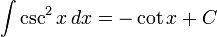 ∫ csc² x dx = − cot x + C